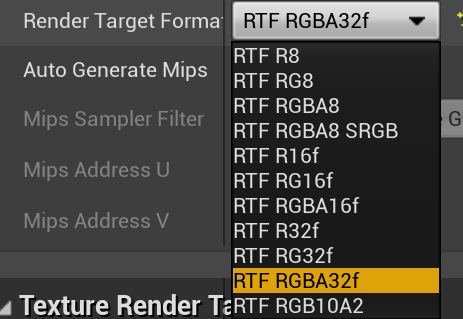 Render Target Format RTF RGBA32f
RTF R8
Auto Generate Mips RTF RG8
RTF RGBA8
Mips Sampler Filter RTF RGBA8 SRGB
RTF R16f
Mips Address U RTF RG16f
RTF RGBA16f
Mips Address V RTF R32f
RTF RG32f
RTF RGBA32f
Texture Render Ta RTF RGB10A2